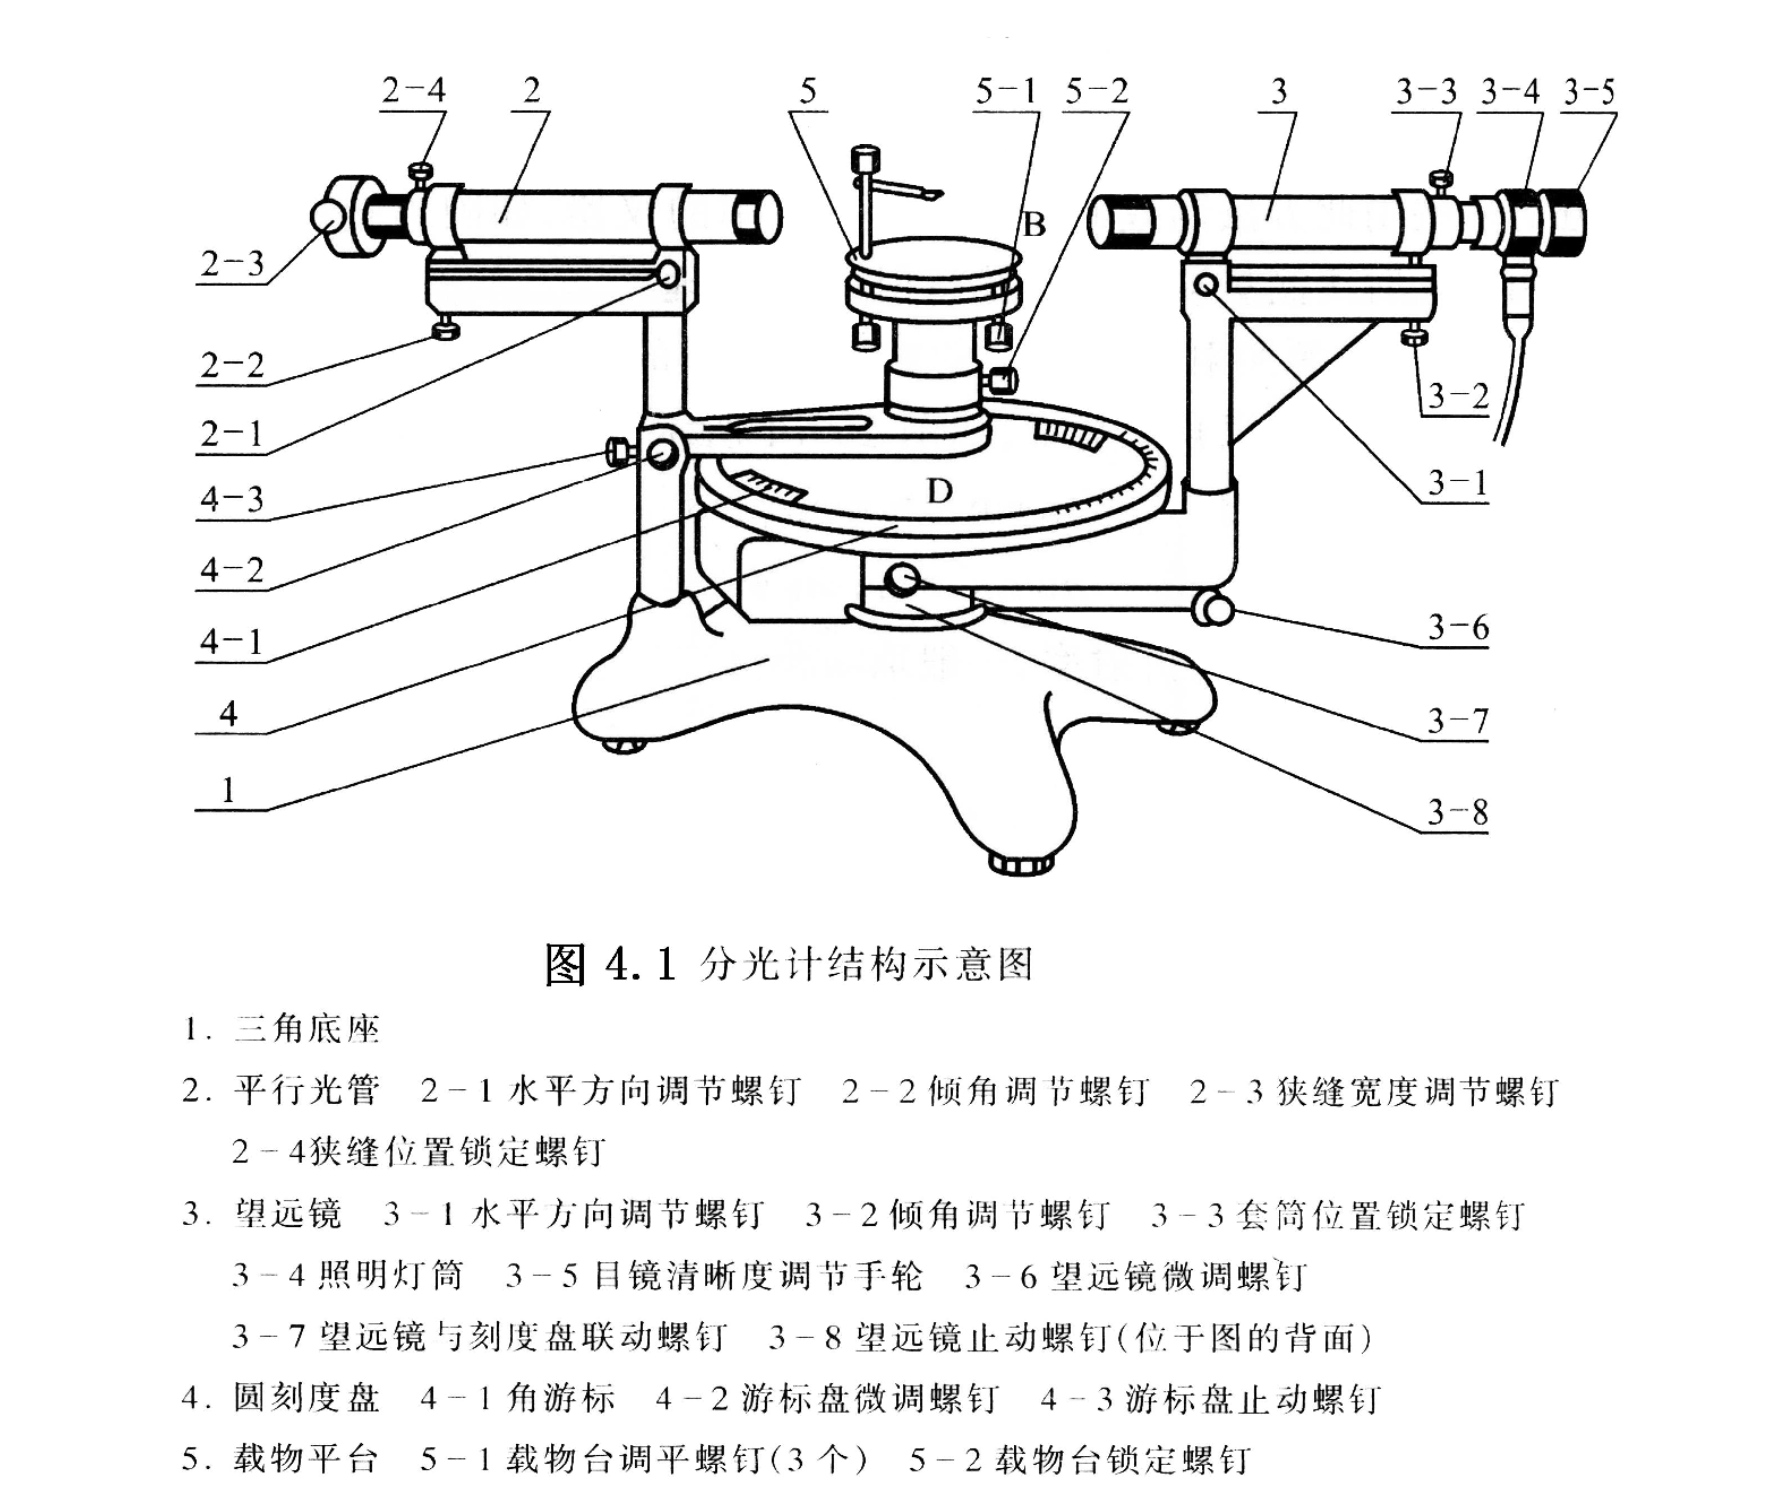 2-4 2 5 5-1 5-2 3 3-3 3-4 3-5
B
2-3
2-2
3-2
2-1
4-3
3-1
D
4-2
4-1
3-6
4
3-7
1
3-8
图 4.1 分光计结构示意图
1. 三角底座
2. 平行光管 2-1水平方向调节螺钉 2-2倾角调节螺钉 2-3狭缝宽度调节螺钉
2-4狭缝位置锁定螺钉
3. 望远镜 3-1水平方向调节螺钉 3-2倾角调节螺钉 3-3套筒位置锁定螺钉
3-4照明灯筒 3-5目镜清晰度调节手轮 3-6望远镜微调螺钉
3-7望远镜与刻度盘联动螺钉 3-8望远镜止动螺钉(位于图的背面)
4. 圆刻度盘 4-1角游标 4-2游标盘微调螺钉 4-3游标盘止动螺钉
5. 载物平台 5-1载物台调平螺钉(3个) 5-2载物台锁定螺钉